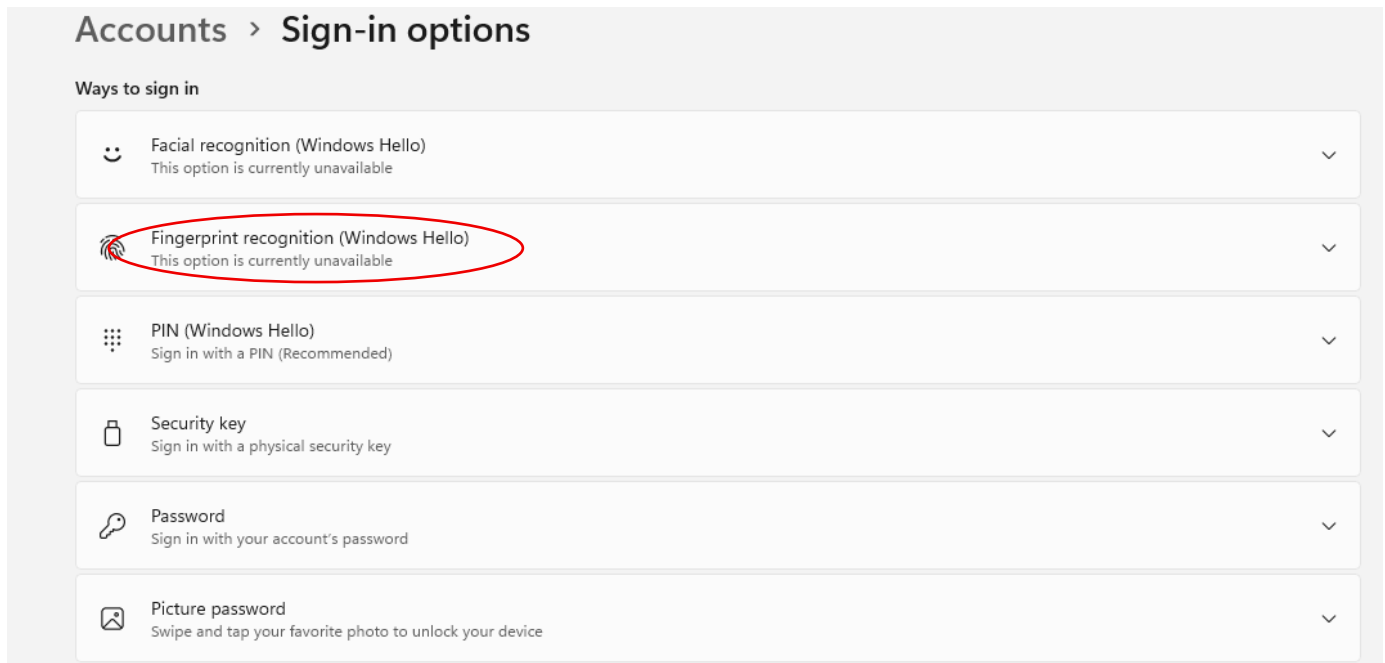 Accounts > Sign-in options
Ways to sign in
Facial recognition (Windows Hello)
This option is currently unavailable
Fingerprint recognition (Windows Hello)
This option is currently unavailable
PIN (Windows Hello)
Sign in with a PIN (Recommended)
Security key
Sign in with a physical security key
Password
Sign in with your account's password
Picture password
Swipe and tap your favorite photo to unlock your device